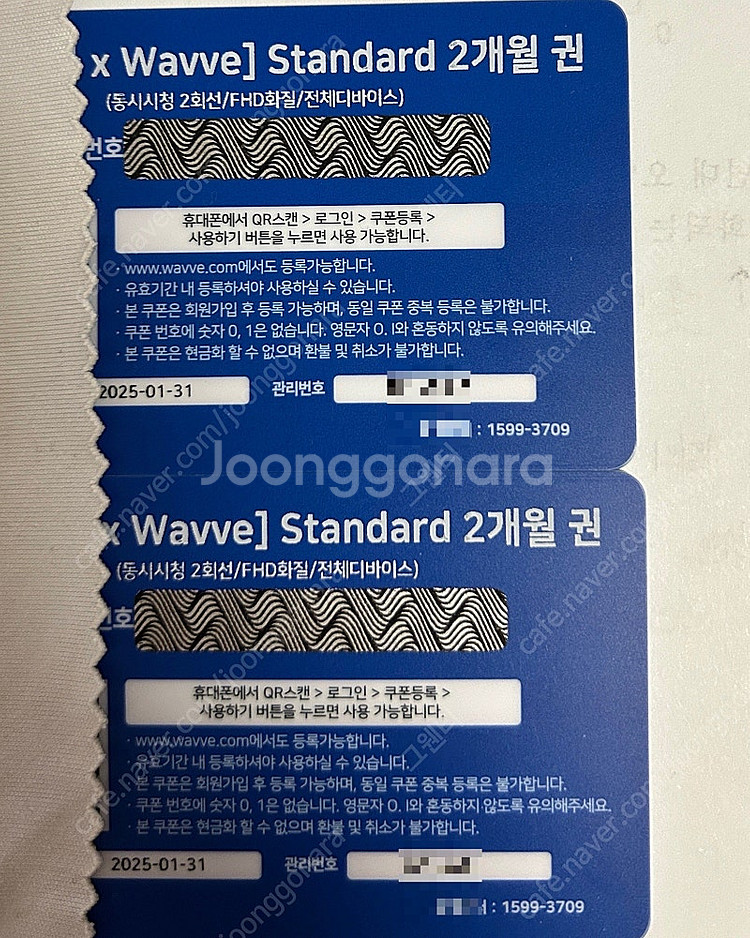 x Wavve] Standard 2개월 권
(동시시청 2회선/FHD화질/전체디바이스)
번호
휴대폰에서 QR스캔 > 로그인 > 쿠폰등록 >
사용하기 버튼을 누르면 사용 가능합니다.
· www.wavve.com에서도 등록가능합니다.
· 유효기간 내 등록하셔야 사용하실 수 있습니다.
· 본 쿠폰은 회원가입 후 등록 가능하며, 동일 쿠폰 중복 등록은 불가합니다.
· 쿠폰 번호에 숫자 0, 1은 없습니다. 영문자 O. I와 혼동하지 않도록 유의해주세요.
· 본 쿠폰은 현금화 할 수 없으며 환불 및 취소가 불가합니다.
2025-01-31 관리번호
: 1599-3709
Joonggonara
x Wavve] Standard 2개월 권
(동시시청 2회선/FHD화질/전체디바이스)
번호
휴대폰에서 QR스캔 > 로그인 > 쿠폰등록 >
사용하기 버튼을 누르면 사용 가능합니다.
· www.wavve.com에서도 등록가능합니다.
· 유효기간 내 등록하셔야 사용하실 수 있습니다.
· 본 쿠폰은 회원가입 후 등록 가능하며, 동일 쿠폰 중복 등록은 불가합니다.
· 쿠폰 번호에 숫자 0, 1은 없습니다. 영문자 O. I와 혼동하지 않도록 유의해주세요.
· 본 쿠폰은 현금화 할 수 없으며 환불 및 취소가 불가합니다.
2025-01-31 관리번호
: 1599-3709
cafe.naver.com/joonggonara